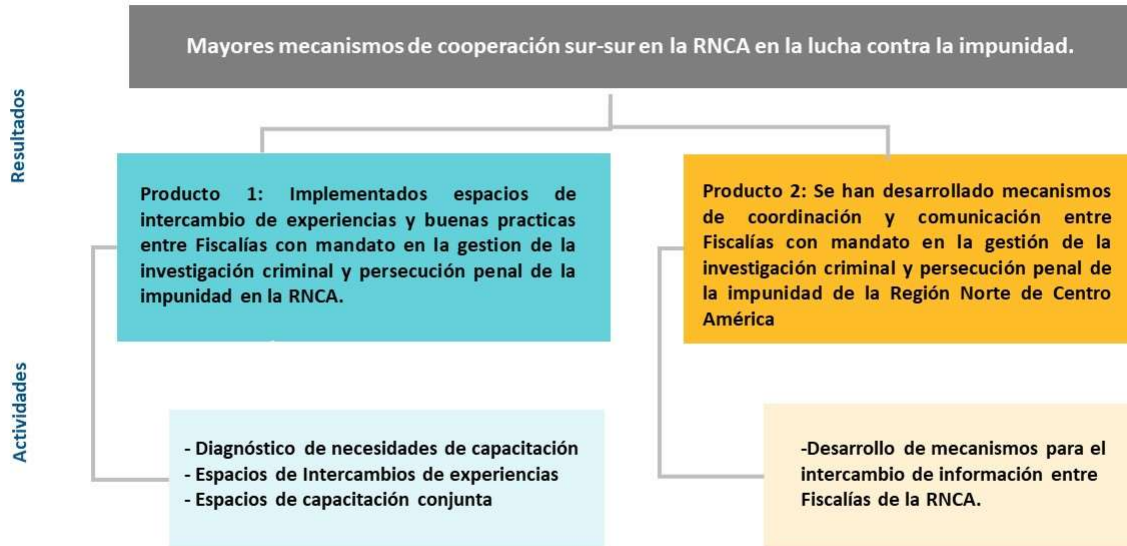 Mayores mecanismos de cooperación sur-sur en la RNCA en la lucha contra la impunidad.
Resultados
Producto 1: Implementados espacios de
intercambio de experiencias y buenas practicas
entre Fiscalías con mandato en la gestion de la
investigación criminal y persecución penal de la
impunidad en la RNCA.
Producto 2: Se han desarrollado mecanismos
de coordinación y comunicación entre
Fiscalías con mandato en la gestión de la
investigación criminal y persecución penal de
la impunidad de la Región Norte de Centro
América
Actividades
- Diagnóstico de necesidades de capacitación
- Espacios de Intercambios de experiencias
- Espacios de capacitación conjunta
-Desarrollo de mecanismos para el
intercambio de información entre
Fiscalías de la RNCA.